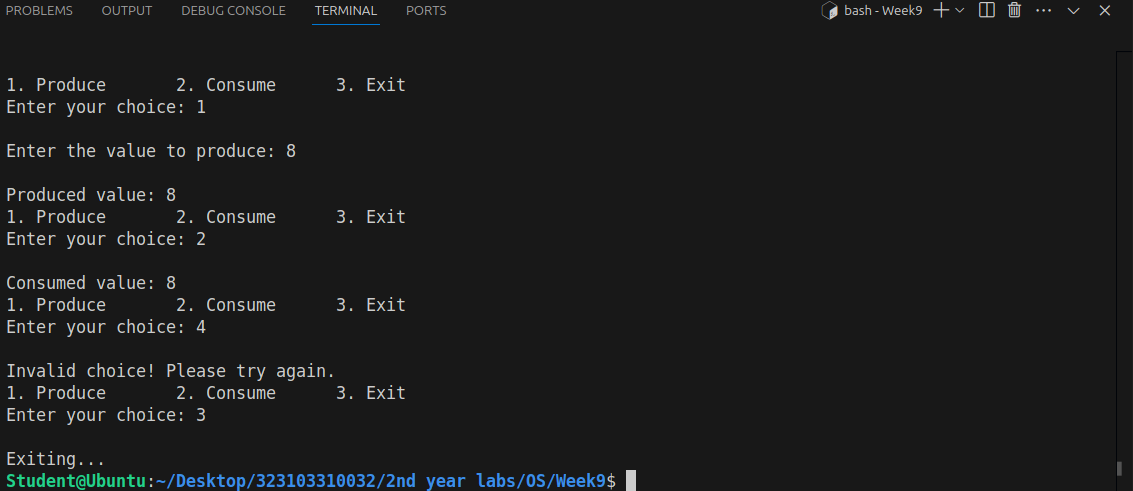 PROBLEMS OUTPUT DEBUG CONSOLE TERMINAL PORTS bash - Week9
1. Produce 2. Consume 3. Exit
Enter your choice: 1
Enter the value to produce: 8
Produced value: 8
1. Produce 2. Consume 3. Exit
Enter your choice: 2
Consumed value: 8
1. Produce 2. Consume 3. Exit
Enter your choice: 4
Invalid choice! Please try again.
1. Produce 2. Consume 3. Exit
Enter your choice: 3
Exiting...
Student@Ubuntu:~/Desktop/323103310032/2nd year labs/OS/Week9$